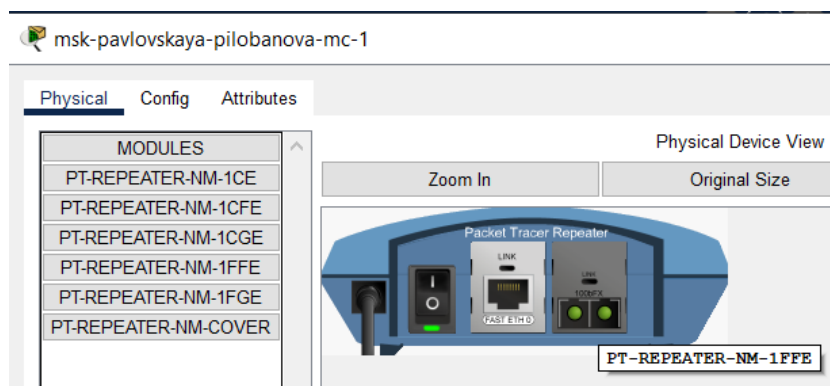 msk-pavlovskaya-pilobanova-mc-1
Physical Config Attributes
MODULES
PT-REPEATER-NM-1CE
PT-REPEATER-NM-1CFE
PT-REPEATER-NM-1CGE
PT-REPEATER-NM-1FFE
PT-REPEATER-NM-1FGE
PT-REPEATER-NM-COVER
Physical Device View
Zoom In Original Size
Packet Tracer Repeater
LINK
LINK
100bFX
FAST ETH 0
PT-REPEATER-NM-1FFE